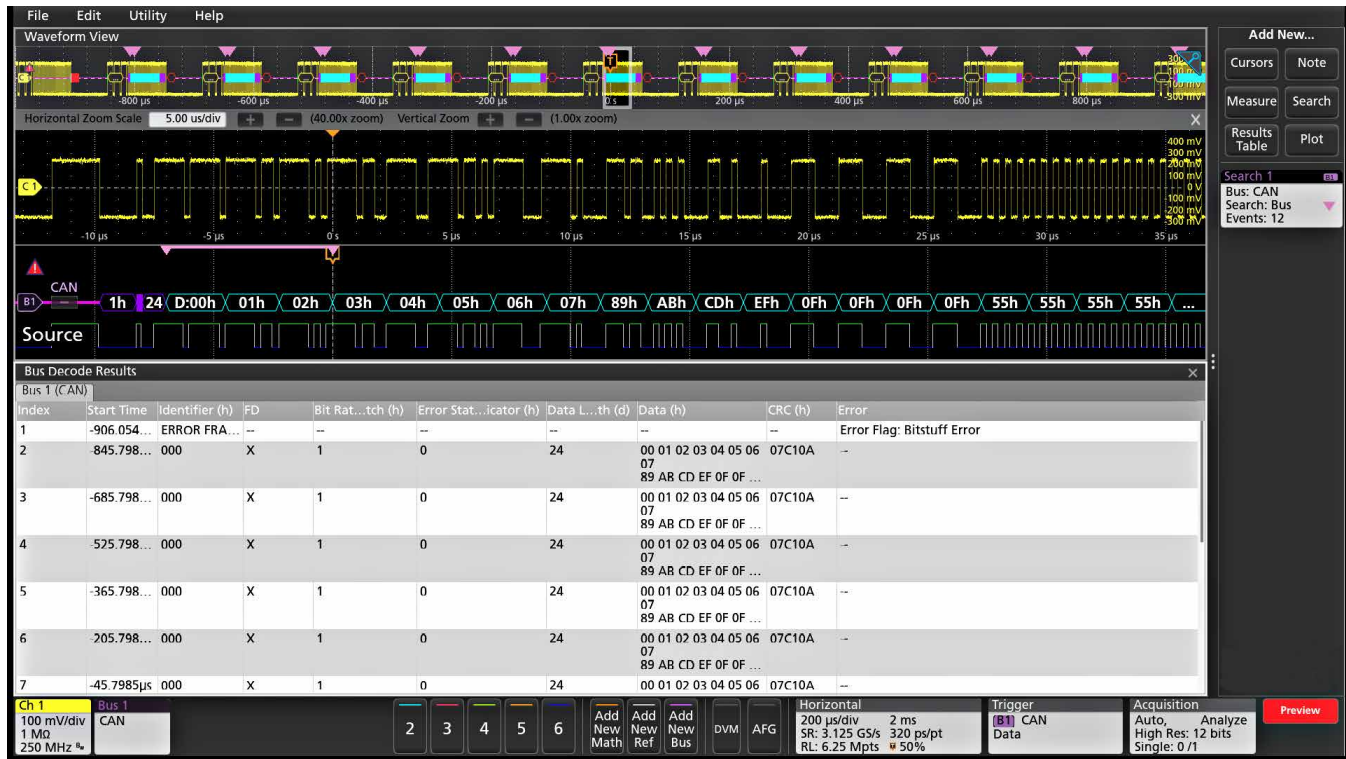 File Edit Utility Help
Waveform View
-800 µs -600 µs -400 µs -200 µs 0 s 200 µs 400 µs 600 µs 800 µs
Horizontal Zoom Scale 5.00 us/div + - (40.00x zoom) Vertical Zoom + - (1.00x zoom) X
400 mV
300 mV
200 mV
100 mV
C 1 0 V
-100 mV
-200 mV
-300 mV
-10 µs -5 µs 0 s 5 µs 10 µs 15 µs 20 µs 25 µs 30 µs 35 µs
CAN
B1 1h 24 D:00h 01h 02h 03h 04h 05h 06h 07h 89h ABh CDh EFh 0Fh 0Fh 0Fh 0Fh 55h 55h 55h 55h ...
Source
Bus Decode Results
Bus 1 (CAN)
Index Start Time Identifier (h) FD Bit Rat...tch (h) Error Stat...icator (h) Data L...th (d) Data (h) CRC (h) Error
1 -906.054... ERROR FRA... -- -- -- -- -- -- Error Flag: Bitstuff Error
2 -845.798... 000 X 1 0 24 00 01 02 03 04 05 06 07C10A --
07
89 AB CD EF 0F 0F ...
3 -685.798... 000 X 1 0 24 00 01 02 03 04 05 06 07C10A --
07
89 AB CD EF 0F 0F ...
4 -525.798... 000 X 1 0 24 00 01 02 03 04 05 06 07C10A --
07
89 AB CD EF 0F 0F ...
5 -365.798... 000 X 1 0 24 00 01 02 03 04 05 06 07C10A --
07
89 AB CD EF 0F 0F ...
6 -205.798... 000 X 1 0 24 00 01 02 03 04 05 06 07C10A --
07
89 AB CD EF 0F 0F ...
7 -45.7985µs 000 X 1 0 24 00 01 02 03 04 05 06 07C10A --
Add New...
Cursors Note
Measure Search
Results Table Plot
Search 1 B1
Bus: CAN
Search: Bus
Events: 12
Ch 1
100 mV/div
1 MΩ
250 MHz
Bus 1
CAN
2 3 4 5 6
Add New Math
Add New Ref
Add New Bus
DVM AFG
Horizontal
200 µs/div 2 ms
SR: 3.125 GS/s 320 ps/pt
RL: 6.25 Mpts 50%
Trigger
B1 CAN
Data
Acquisition
Auto, Analyze
High Res: 12 bits
Single: 0 /1
Preview